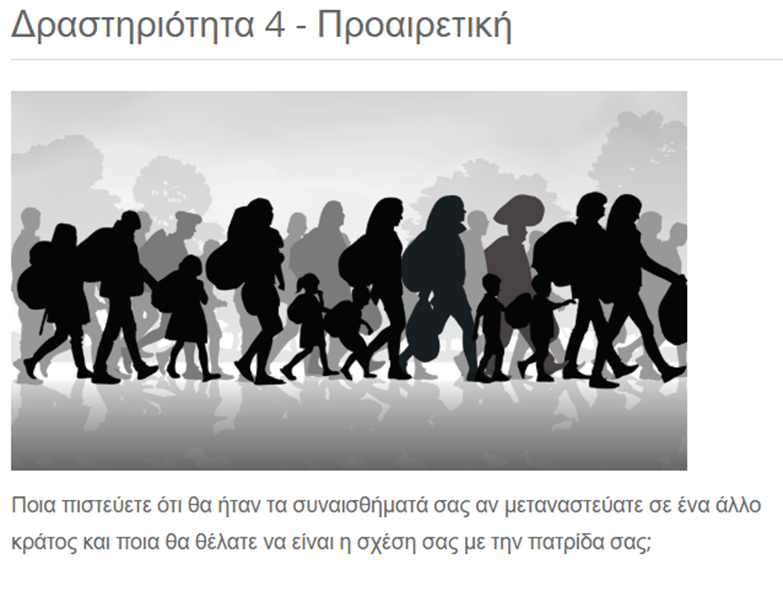 Δραστηριότητα 4 - Προαιρετική
Ποια πιστεύετε ότι θα ήταν τα συναισθήματά σας αν μεταναστεύατε σε ένα άλλο
κράτος και ποια θα θέλατε να είναι η σχέση σας με την πατρίδα σας;